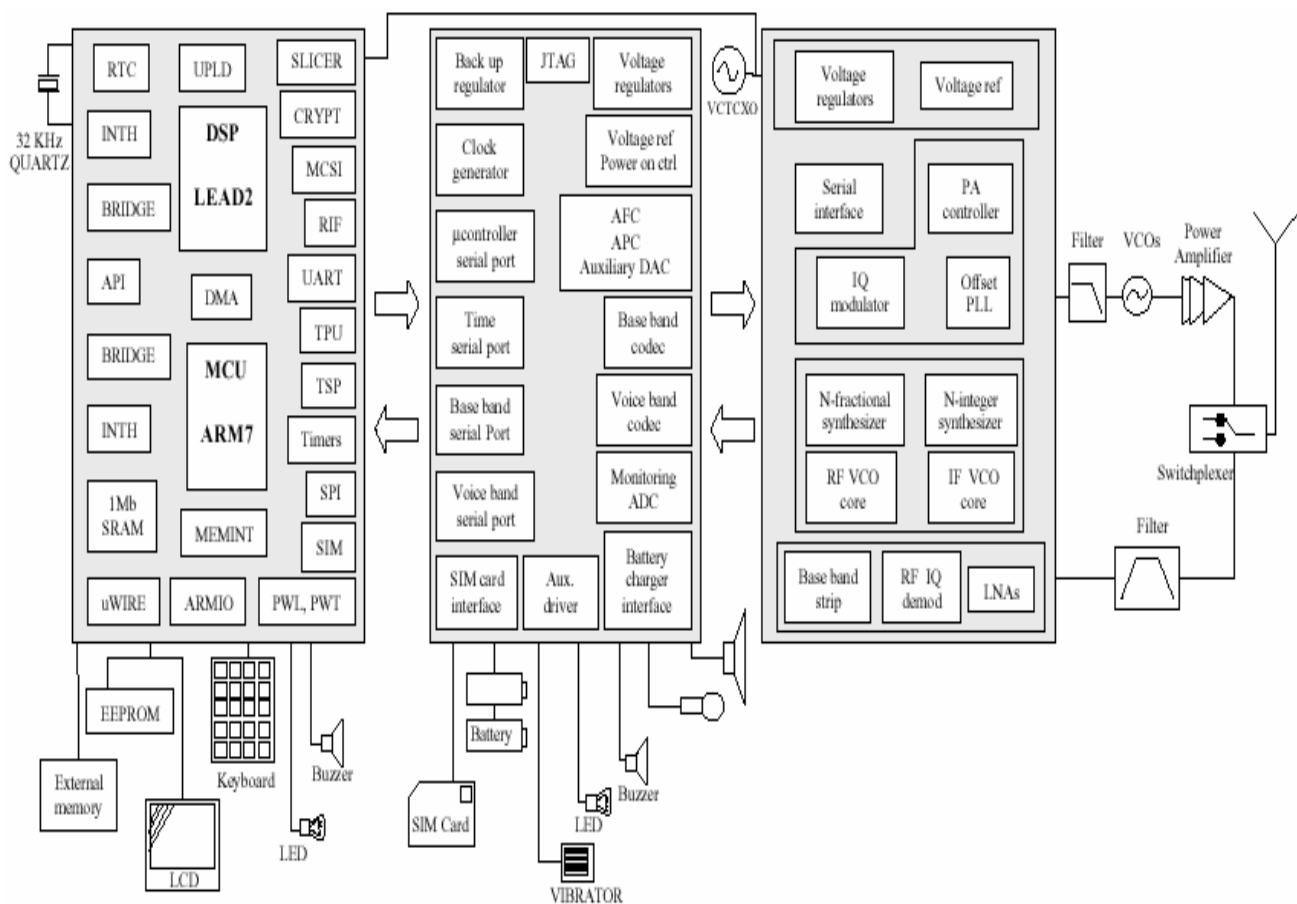 32 KHz
QUARTZ
RTC
UPLD
SLICER
CRYPT
INTH
DSP
LEAD2
MCSI
BRIDGE
RIF
UART
API
DMA
TPU
BRIDGE
MCU
ARM7
TSP
INTH
Timers
SPI
1Mb
SRAM
MEMINT
SIM
uWIRE
ARMIO
PWL, PWT
EEPROM
External
memory
LCD
Keyboard
LED
Buzzer
Back up
regulator
JTAG
Voltage
regulators
Clock
generator
Voltage ref
Power on ctrl
µcontroller
serial port
AFC
APC
Auxiliary DAC
Time
serial port
Base band
codec
Base band
serial Port
Voice band
codec
Voice band
serial port
Monitoring
ADC
SIM card
interface
Aux.
driver
Battery
charger
interface
Battery
SIM Card
VIBRATOR
LED
Buzzer
VCTCXO
Voltage
regulators
Voltage ref
Serial
interface
PA
controller
IQ
modulator
Offset
PLL
N-fractional
synthesizer
N-integer
synthesizer
RF VCO
core
IF VCO
core
Base band
strip
RF IQ
demod
LNAs
Filter
VCOs
Power
Amplifier
Switchplexer
Filter